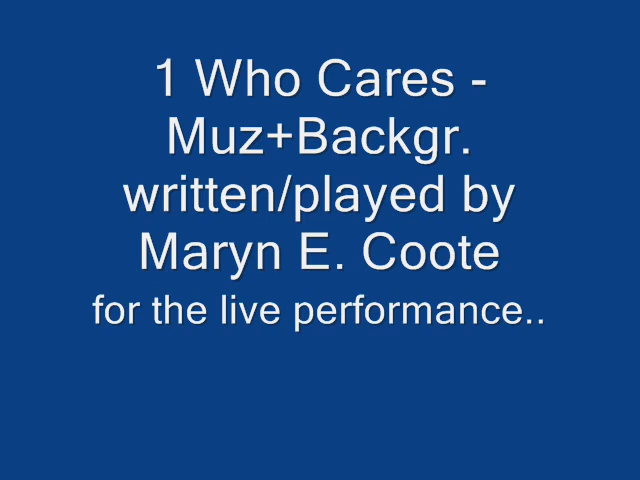 1 Who Cares -
Muz+Backgr.
written/played by
Maryn E. Coote
for the live performance..